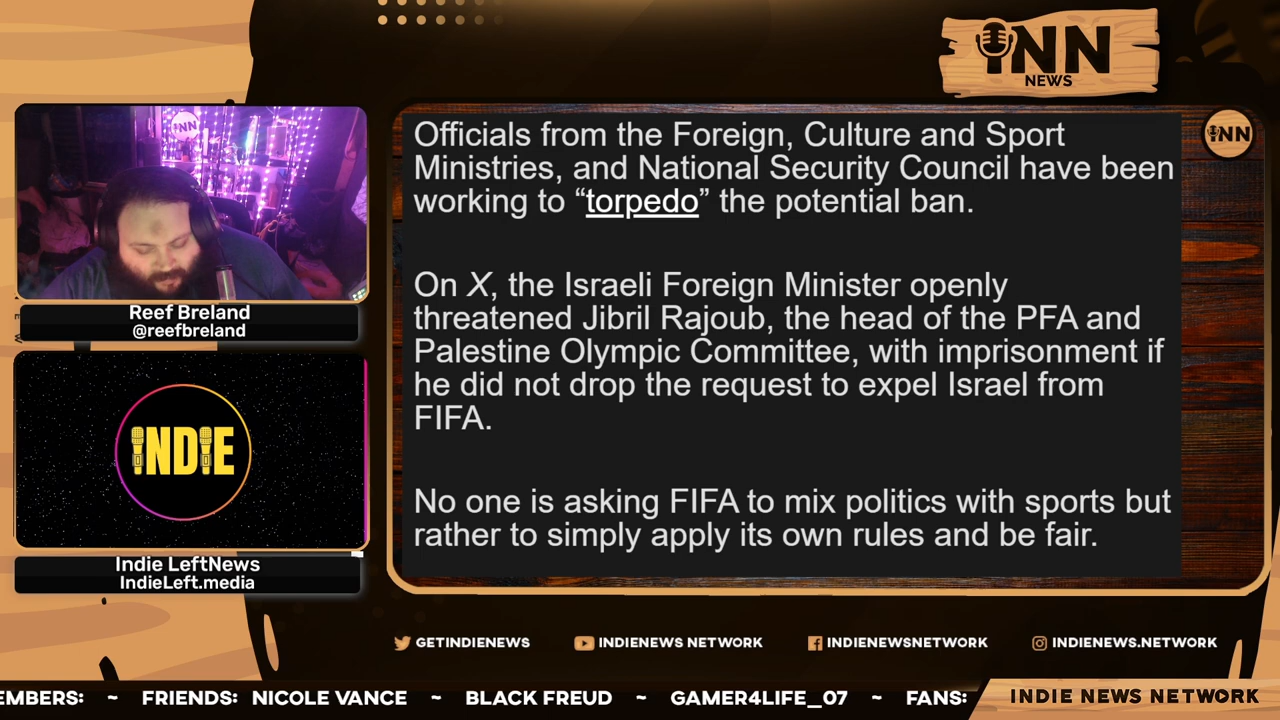 iNN
NEWS
iNN
Officials from the Foreign, Culture and Sport
Ministries, and National Security Council have been
working to “torpedo” the potential ban.
On X, the Israeli Foreign Minister openly
threatened Jibril Rajoub, the head of the PFA and
Palestine Olympic Committee, with imprisonment if
he did not drop the request to expel Israel from
FIFA.
No one is asking FIFA to mix politics with sports but
rather to simply apply its own rules and be fair.
iNN
Reef Breland
@reefbreland
iNDiE
Indie LeftNews
IndieLeft.media
GETINDIENEWS
INDIENEWS NETWORK
INDIENEWSNETWORK
INDIENEWS.NETWORK
EMBERS: ~ FRIENDS: NICOLE VANCE ~ BLACK FREUD ~ GAMER4LIFE_07 ~ FANS:
INDIE NEWS NETWORK